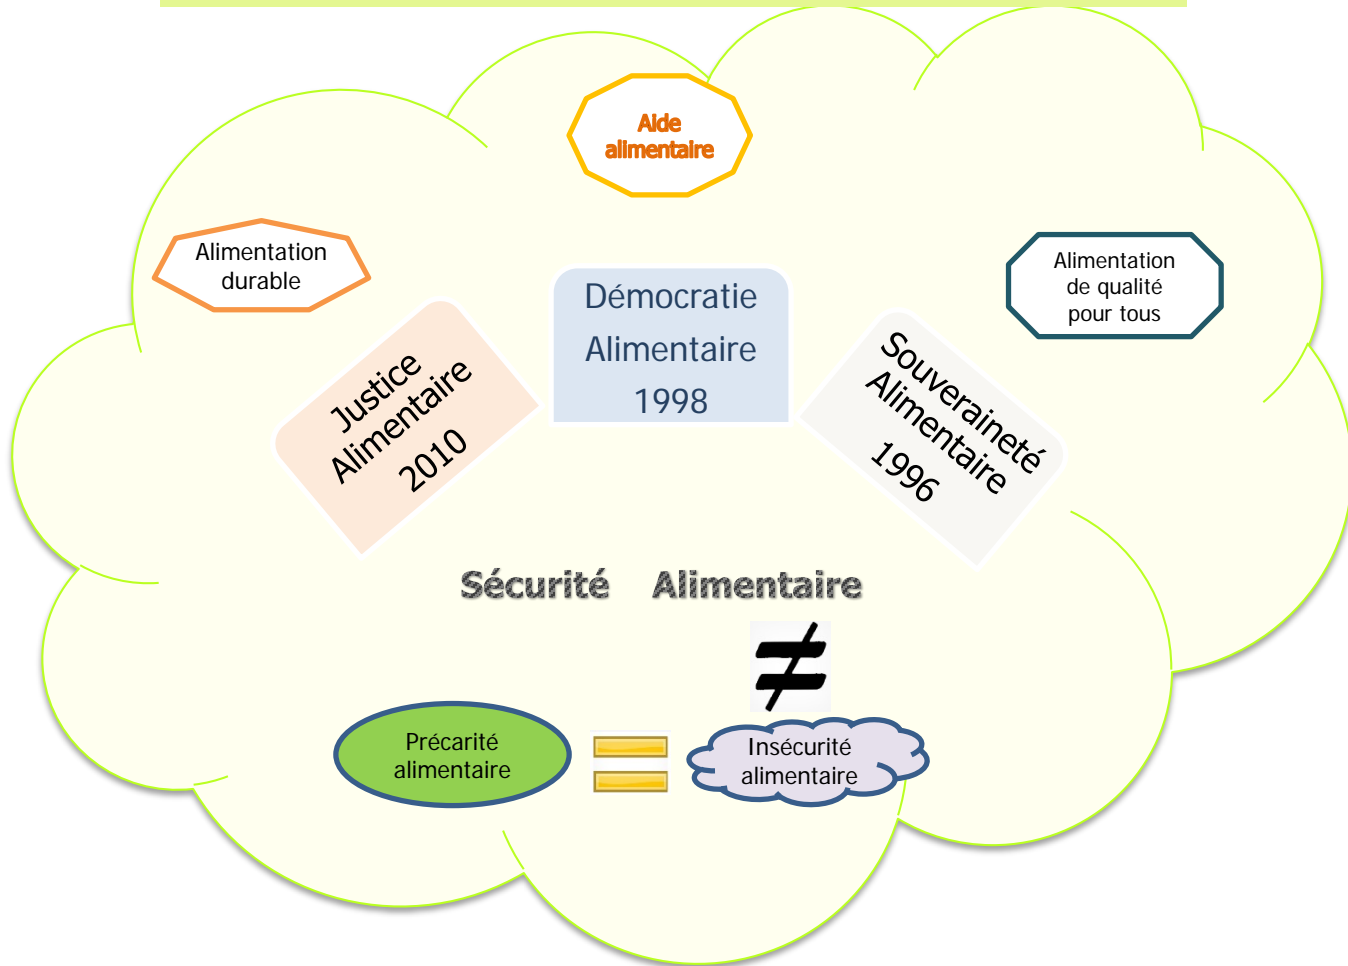 Aide
alimentaire
Alimentation
durable
Alimentation
de qualité
pour tous
Démocratie
Alimentaire
1998
Justice
Alimentaire
2010
Souveraineté
Alimentaire
1996
Sécurité Alimentaire
≠
Précarité
alimentaire
=
Insécurité
alimentaire